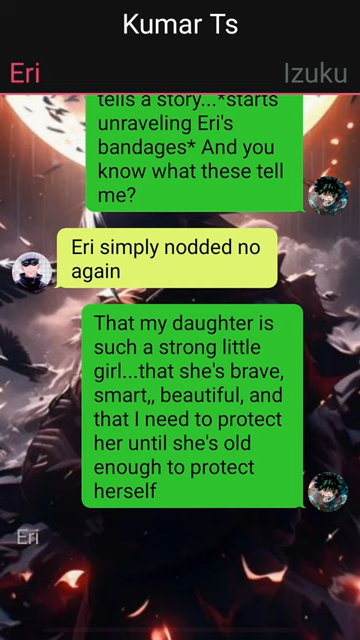 Kumar Ts
Eri
Izuku
tells a story...*starts
unraveling Eri's
bandages* And you
know what these tell
me?
Eri simply nodded no
again
That my daughter is
such a strong little
girl...that she's brave,
smart,, beautiful, and
that I need to protect
her until she's old
enough to protect
herself
Eri